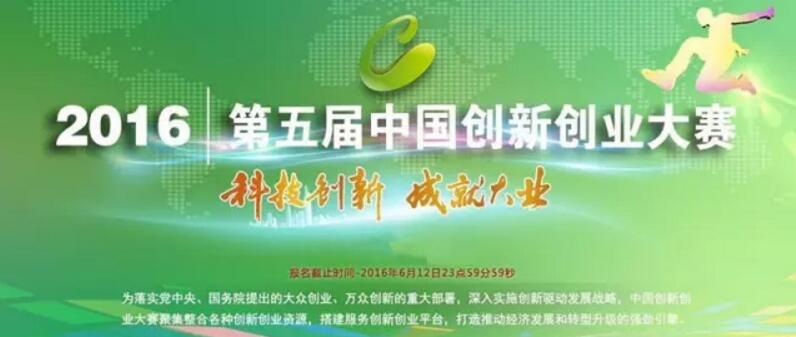 2016 第五届中国创新创业大赛
科技创新 成就大业
报名截止时间-2016年6月12日23点59分59秒
为落实党中央、国务院提出的大众创业、万众创新的重大部署，深入实施创新驱动发展战略，中国创新创
业大赛聚集整合各种创新创业资源，搭建服务创新创业平台，打造推动经济发展和转型升级的强劲引擎。